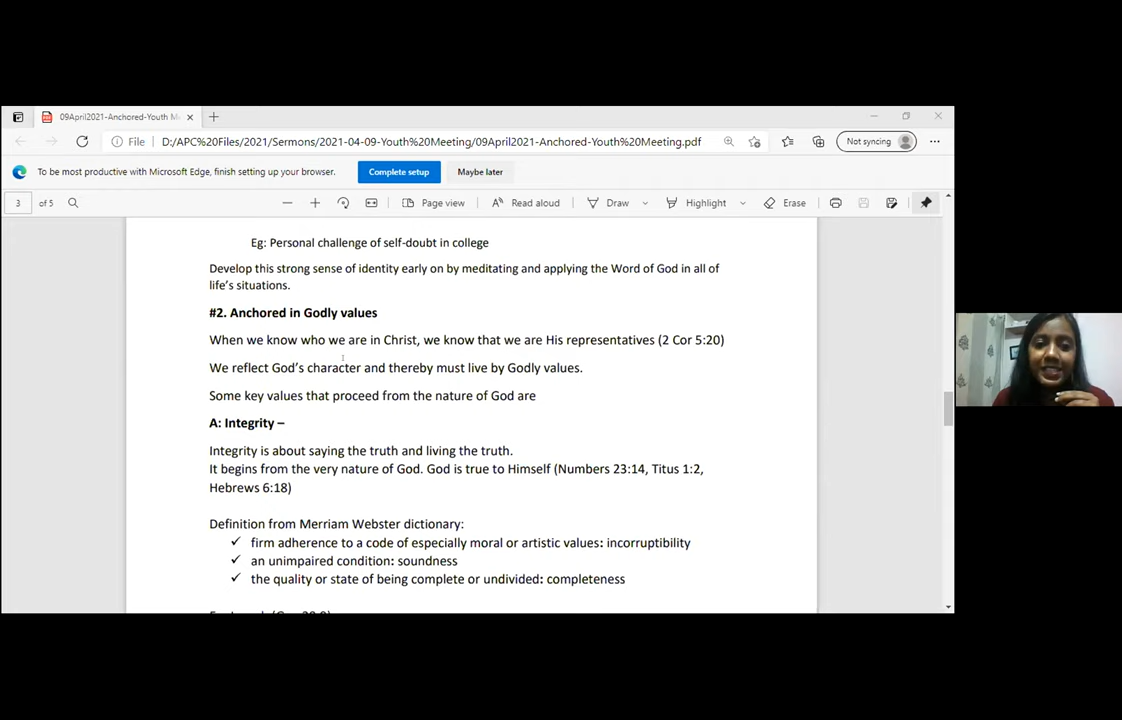 09April2021-Anchored-Youth M
File D:/APC%20Files/2021/Sermons/2021-04-09-Youth%20Meeting/09April2021-Anchored-Youth%20Meeting.pdf Not syncing
To be most productive with Microsoft Edge, finish setting up your browser. Complete setup Maybe later
3 of 5 Page view Read aloud Draw Highlight Erase
Eg: Personal challenge of self-doubt in college
Develop this strong sense of identity early on by meditating and applying the Word of God in all of
life's situations.
#2. Anchored in Godly values
When we know who we are in Christ, we know that we are His representatives (2 Cor 5:20)
We reflect God's character and thereby must live by Godly values.
Some key values that proceed from the nature of God are
A: Integrity –
Integrity is about saying the truth and living the truth.
It begins from the very nature of God. God is true to Himself (Numbers 23:14, Titus 1:2,
Hebrews 6:18)
Definition from Merriam Webster dictionary:
✓ firm adherence to a code of especially moral or artistic values: incorruptibility
✓ an unimpaired condition: soundness
✓ the quality or state of being complete or undivided: completeness